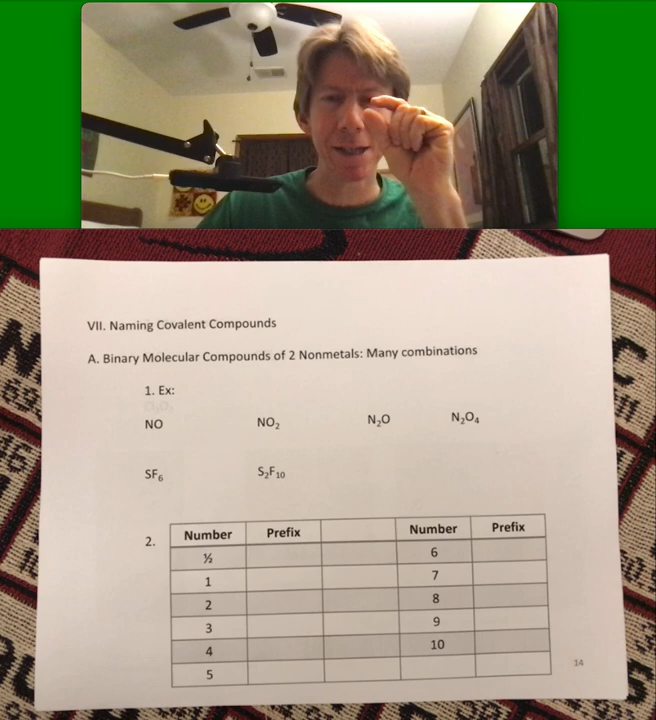 VII. Naming Covalent Compounds
A. Binary Molecular Compounds of 2 Nonmetals: Many combinations
1. Ex:
NO NO₂ N₂O N₂O₄
SF₆ S₂F₁₀
2.
Number Prefix Number Prefix
½ 6
1 7
2 8
3 9
4 10
5
14